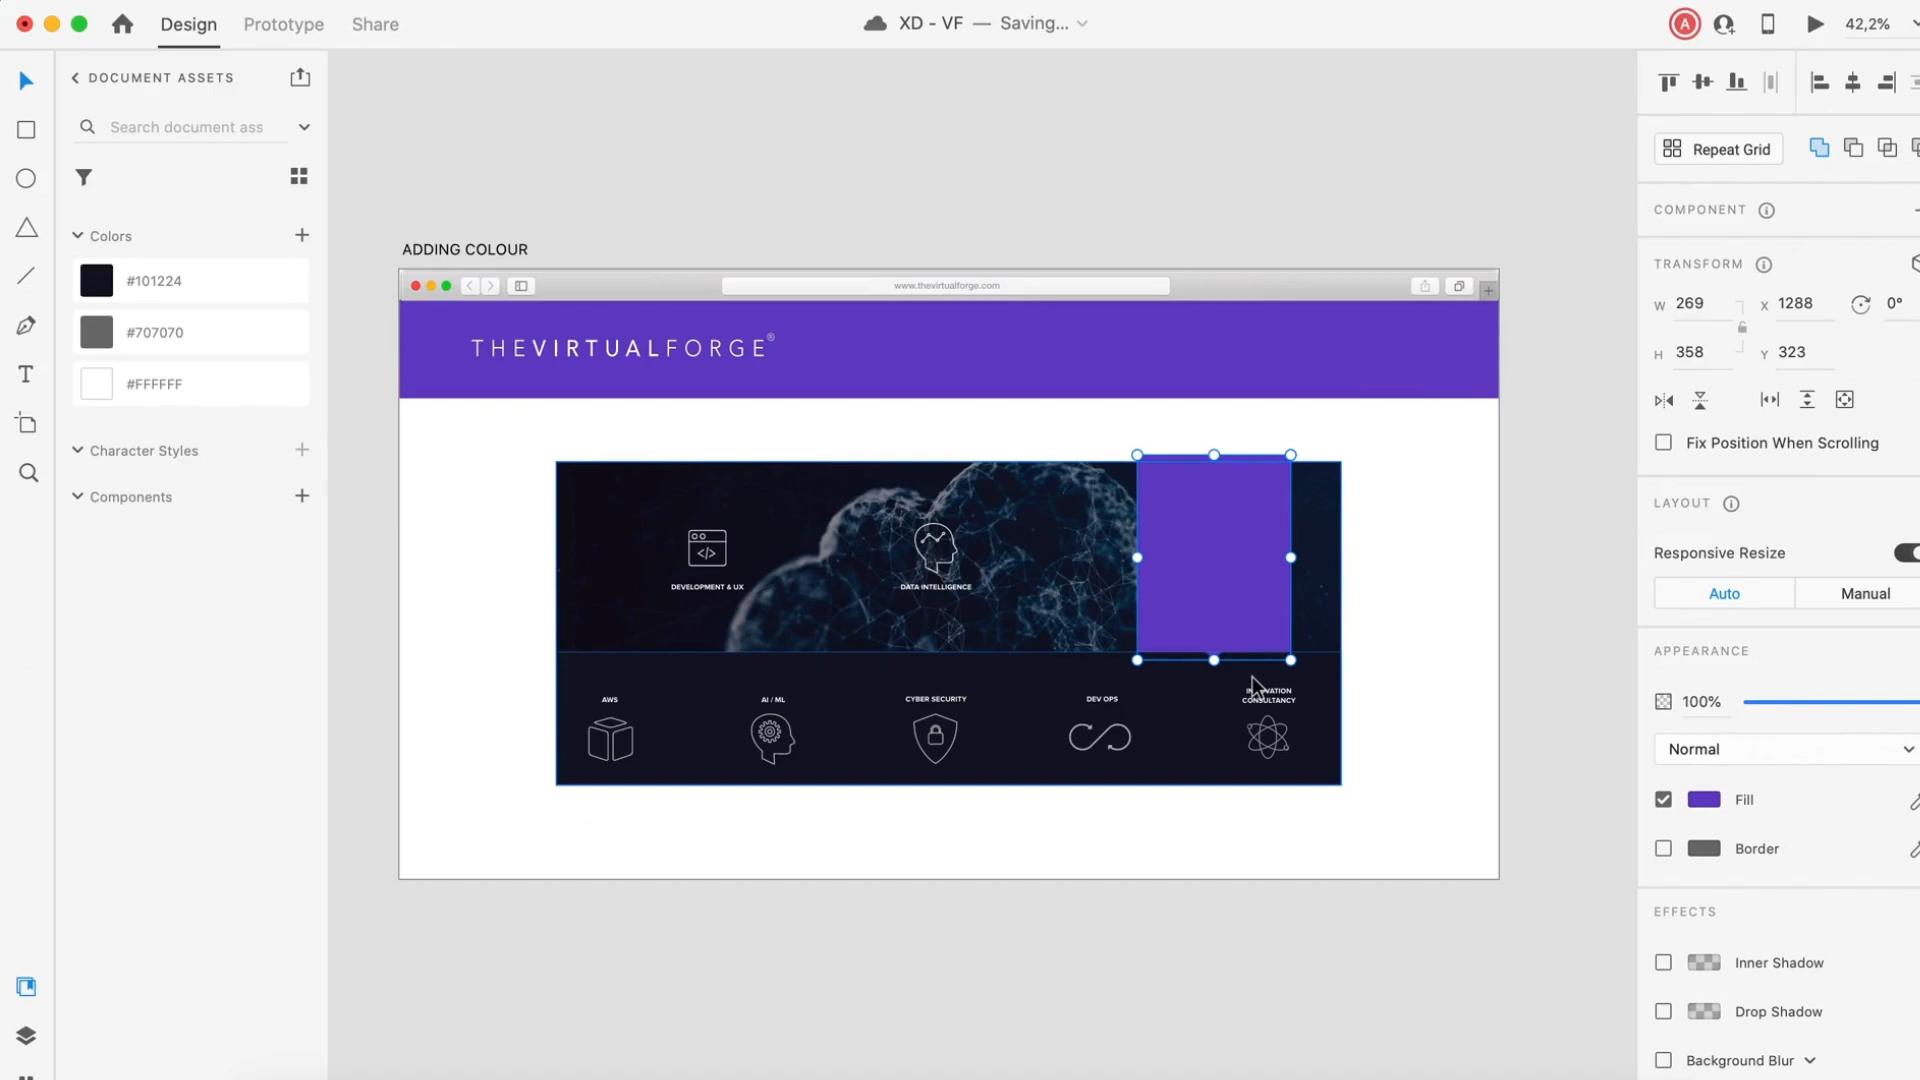 Design
Prototype
Share
XD - VF — Saving...
A
42,2%
DOCUMENT ASSETS
Search document ass
Colors
#101224
#707070
#FFFFFF
Character Styles
Components
T
ADDING COLOUR
www.thevirtualforge.com
THEVIRTUALFORGE®
DEVELOPMENT & UX
DATA INTELLIGENCE
AWS
AI / ML
CYBER SECURITY
DEV OPS
CONSULTANCY
Repeat Grid
COMPONENT
TRANSFORM
W 269
X 1288
0°
H 358
Y 323
Fix Position When Scrolling
LAYOUT
Responsive Resize
Auto
Manual
APPEARANCE
100%
Normal
Fill
Border
EFFECTS
Inner Shadow
Drop Shadow
Background Blur